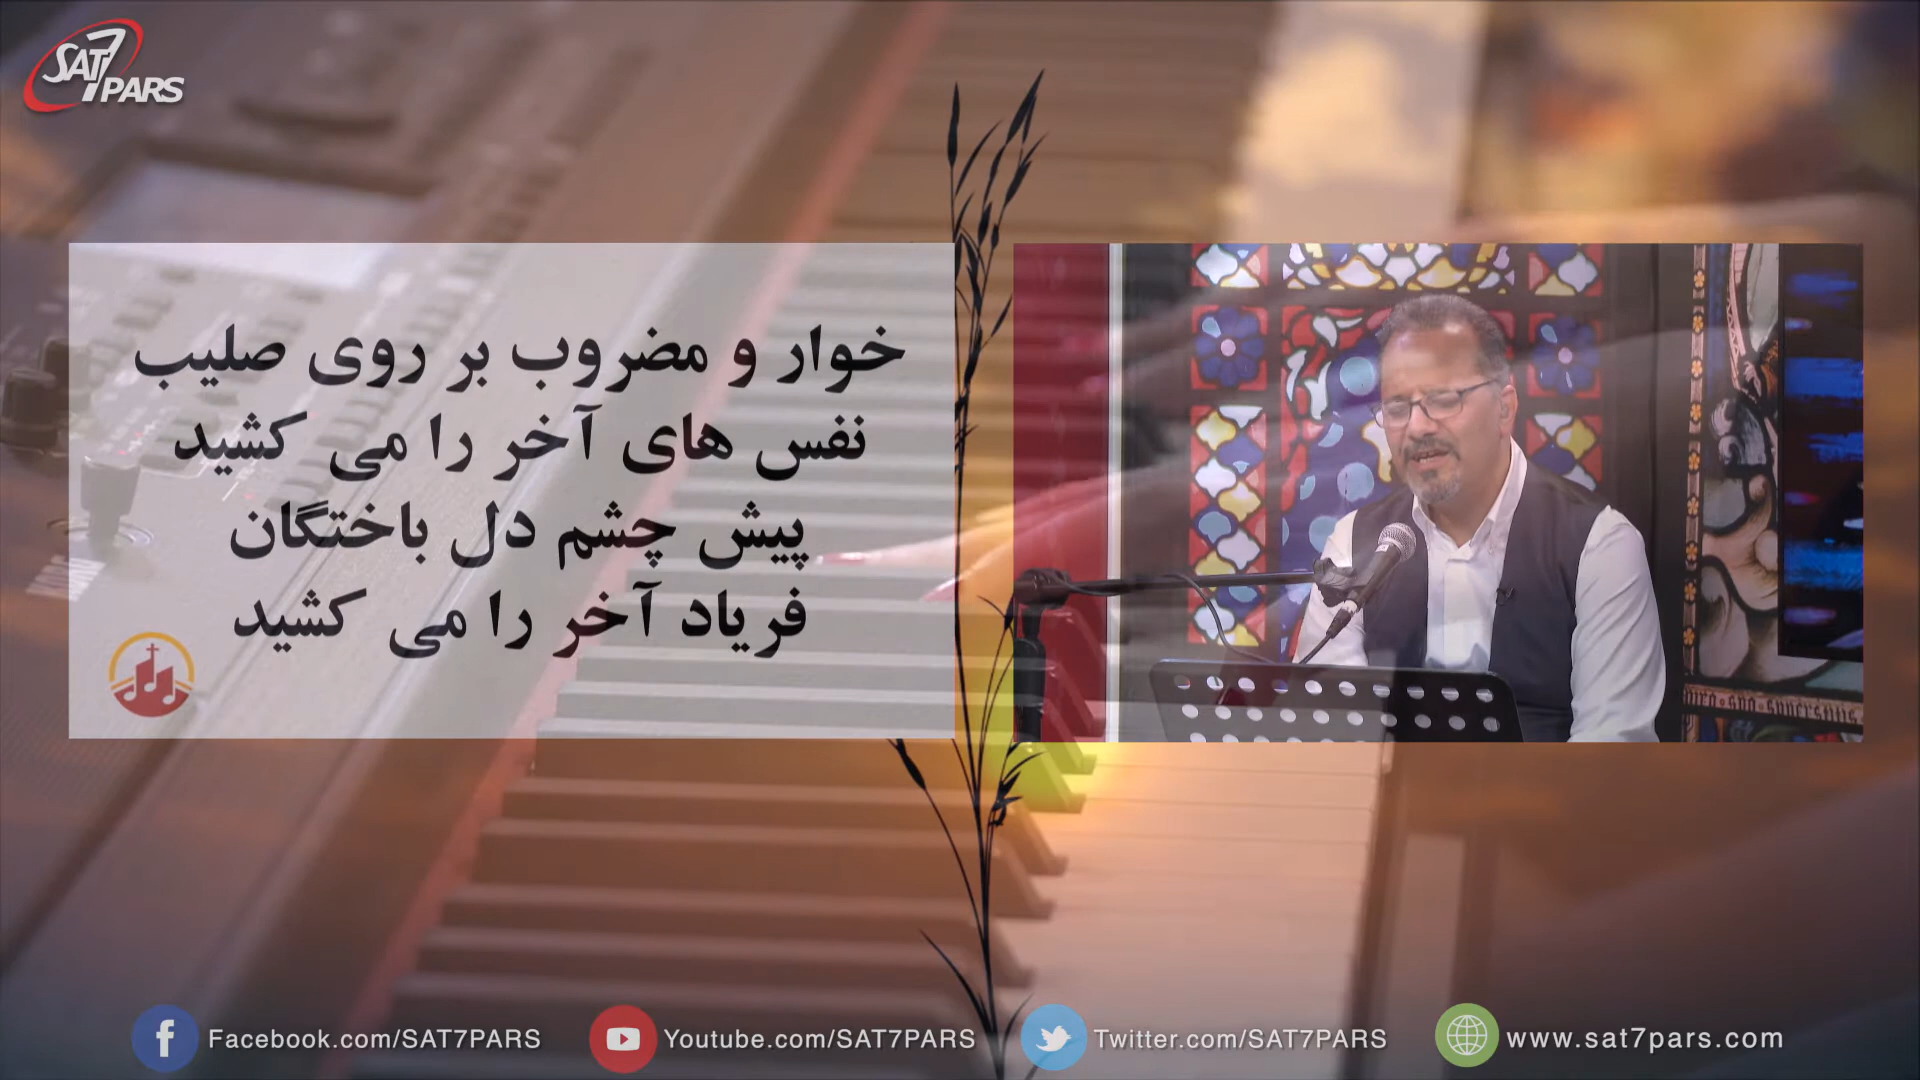 SAT7PARS
خوار و مضروب بر روی صلیب
نفس های آخر را می کشید
پیش چشم دل باختگان
فریاد آخر را می کشید
Facebook.com/SAT7PARS
Youtube.com/SAT7PARS
Twitter.com/SAT7PARS
www.sat7pars.com